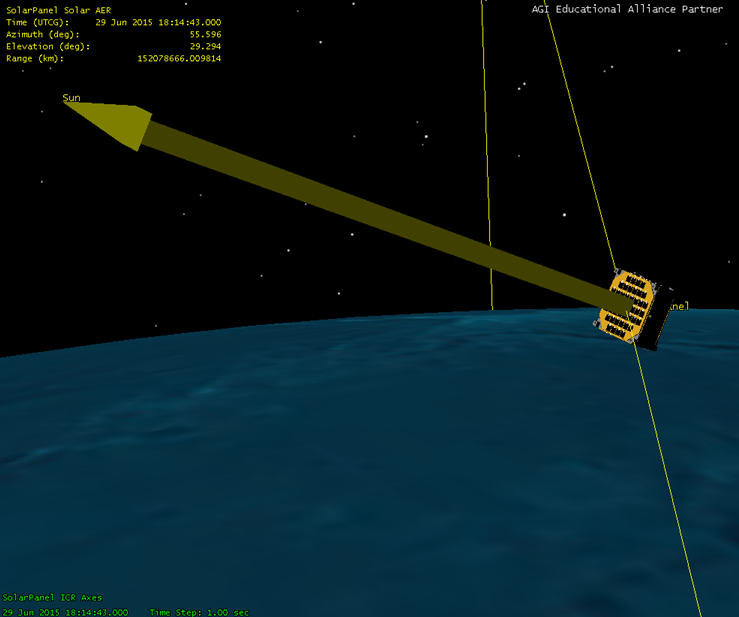 SolarPanel Solar AER
Time (UTCG): 29 Jun 2015 18:14:43.000
Azimuth (deg): 55.596
Elevation (deg): 29.294
Range (km): 152078666.009814
AGI Educational Alliance Partner
Sun
nel
SolarPanel ICR Axes
29 Jun 2015 18:14:43.000 Time Step: 1.00 sec